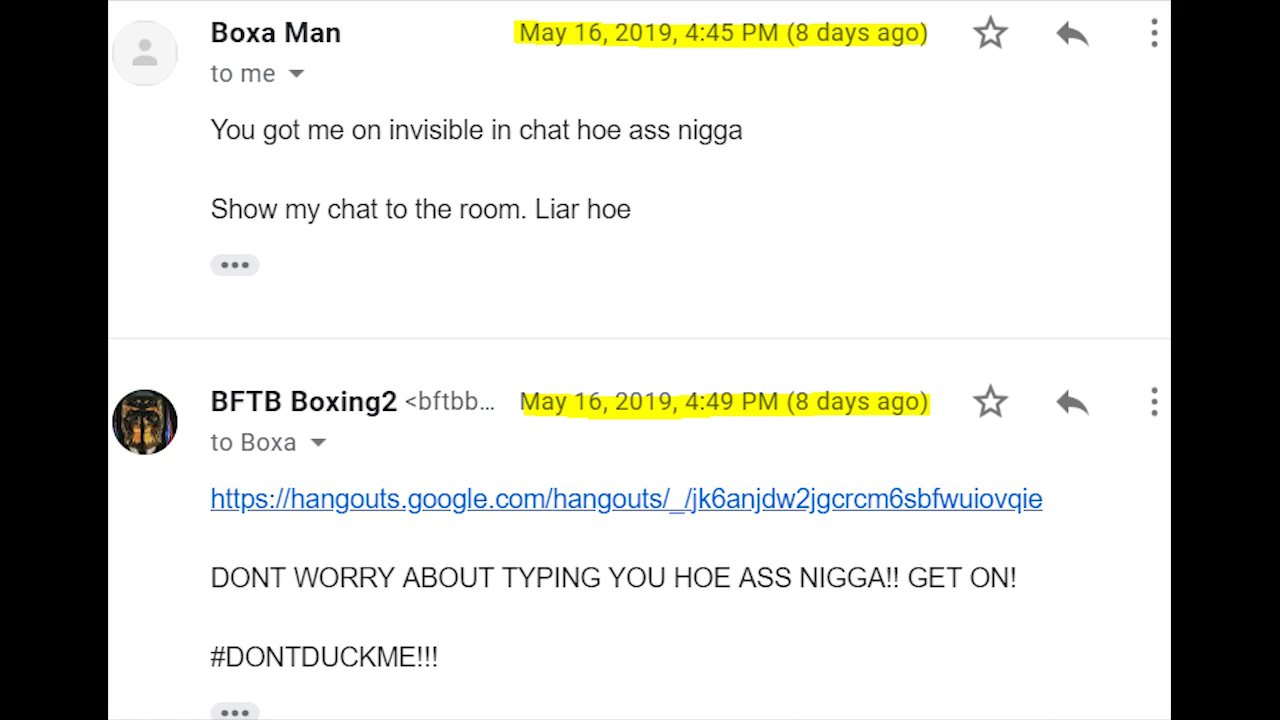 Boxa Man May 16, 2019, 4:45 PM (8 days ago)
to me
You got me on invisible in chat hoe ass nigga
Show my chat to the room. Liar hoe
BFTB Boxing2 <bftbb... May 16, 2019, 4:49 PM (8 days ago)
to Boxa
https://hangouts.google.com/hangouts/_/jk6anjdw2jgcrcm6sbfwuiovqie
DONT WORRY ABOUT TYPING YOU HOE ASS NIGGA!! GET ON!
#DONTDUCKME!!!